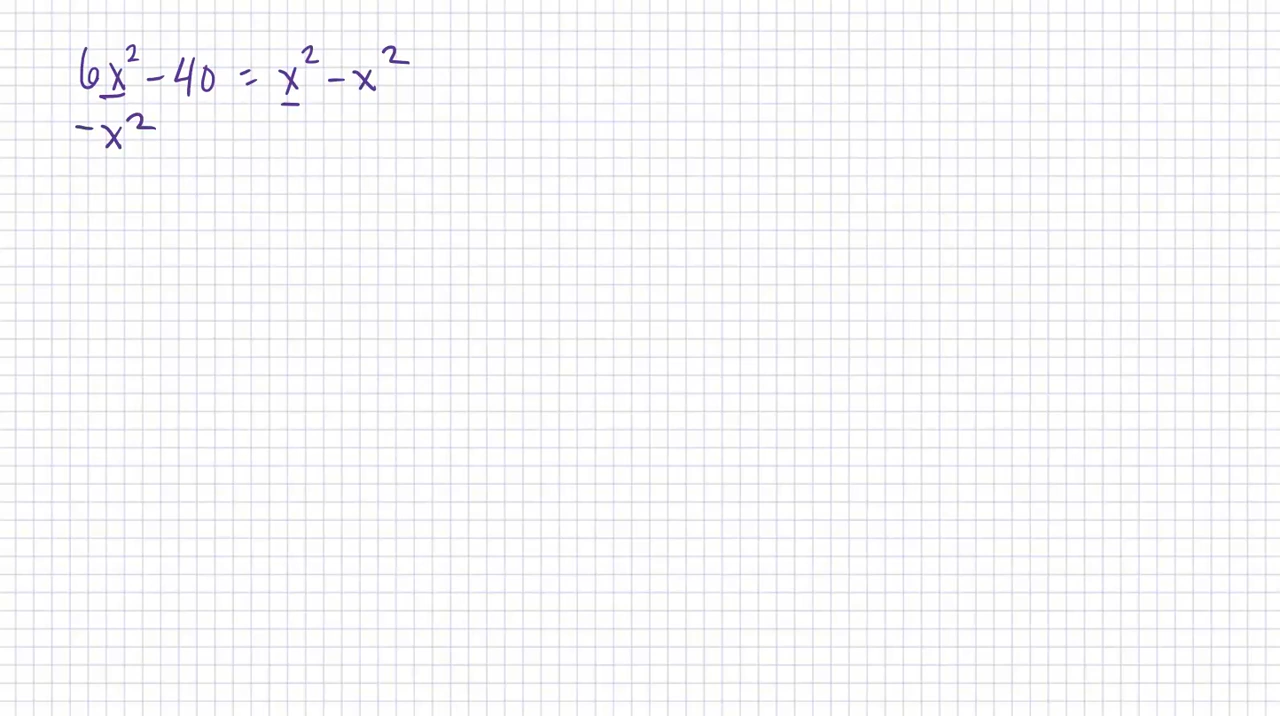 6x² - 40 = x² - x²
- x²